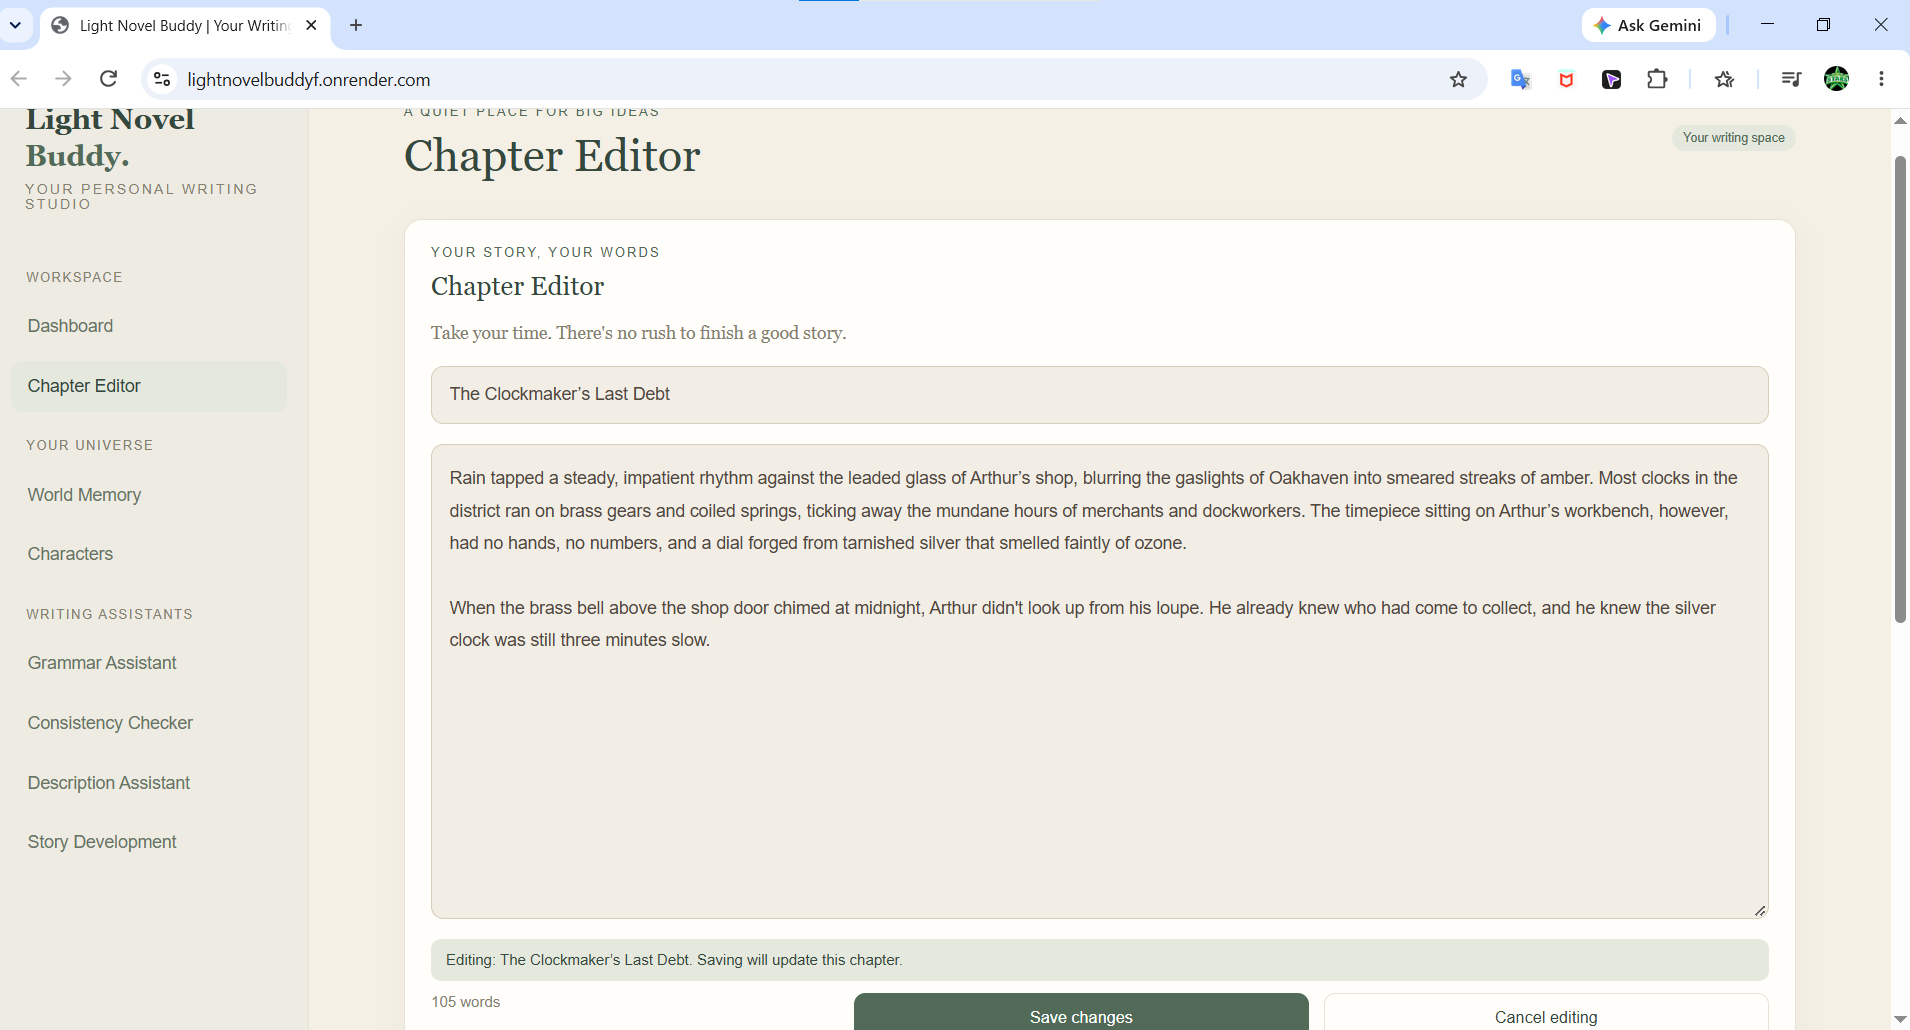 Light Novel Buddy | Your Writing
Ask Gemini
lightnovelbuddyf.onrender.com
Light Novel
Buddy.
YOUR PERSONAL WRITING
STUDIO
WORKSPACE
Dashboard
Chapter Editor
YOUR UNIVERSE
World Memory
Characters
WRITING ASSISTANTS
Grammar Assistant
Consistency Checker
Description Assistant
Story Development
A QUIET PLACE FOR BIG IDEAS
Chapter Editor
Your writing space
YOUR STORY, YOUR WORDS
Chapter Editor
Take your time. There's no rush to finish a good story.
The Clockmaker’s Last Debt
Rain tapped a steady, impatient rhythm against the leaded glass of Arthur’s shop, blurring the gaslights of Oakhaven into smeared streaks of amber. Most clocks in the
district ran on brass gears and coiled springs, ticking away the mundane hours of merchants and dockworkers. The timepiece sitting on Arthur’s workbench, however,
had no hands, no numbers, and a dial forged from tarnished silver that smelled faintly of ozone.
When the brass bell above the shop door chimed at midnight, Arthur didn't look up from his loupe. He already knew who had come to collect, and he knew the silver
clock was still three minutes slow.
Editing: The Clockmaker’s Last Debt. Saving will update this chapter.
105 words
Save changes
Cancel editing